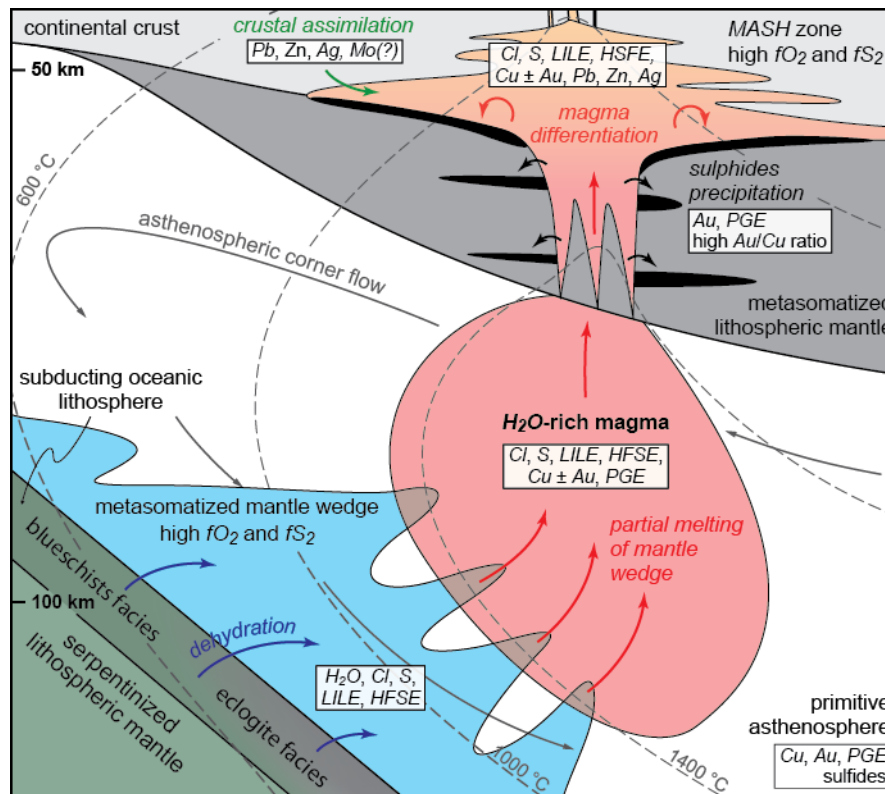 continental crust
crustal assimilation
Pb, Zn, Ag, Mo(?)
Cl, S, LILE, HSFE,
Cu ± Au, Pb, Zn, Ag
MASH zone
high fO2 and fS2
50 km
magma
differentiation
600 °C
sulphides
precipitation
Au, PGE
high Au/Cu ratio
asthenospheric corner flow
metasomatized
lithospheric mantle
subducting oceanic
lithosphere
H2O-rich magma
Cl, S, LILE, HFSE,
Cu ± Au, PGE
metasomatized mantle wedge
high fO2 and fS2
partial melting
of mantle
wedge
blueschists facies
100 km
dehydration
serpentinized
lithospheric mantle
H2O, Cl, S,
LILE, HFSE
eclogite facies
1000 °C
1400 °C
primitive
asthenosphere
Cu, Au, PGE
sulfides